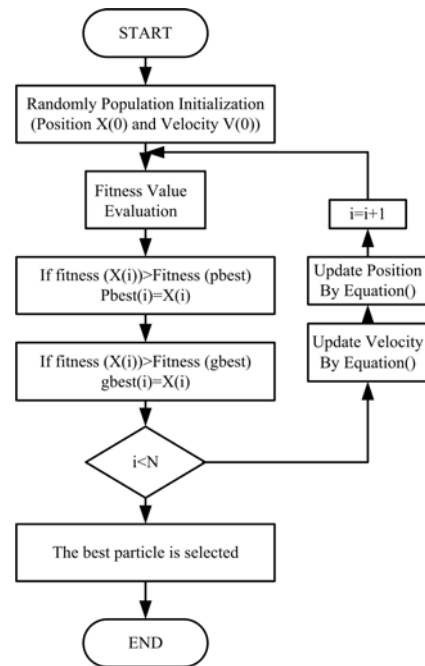 START
Randomly Population Initialization
(Position X(0) and Velocity V(0))
Fitness Value
Evaluation
If fitness (X(i))>Fitness (pbest)
Pbest(i)=X(i)
If fitness (X(i))>Fitness (gbest)
gbest(i)=X(i)
i<N
The best particle is selected
END
i=i+1
Update Position
By Equation()
Update Velocity
By Equation()